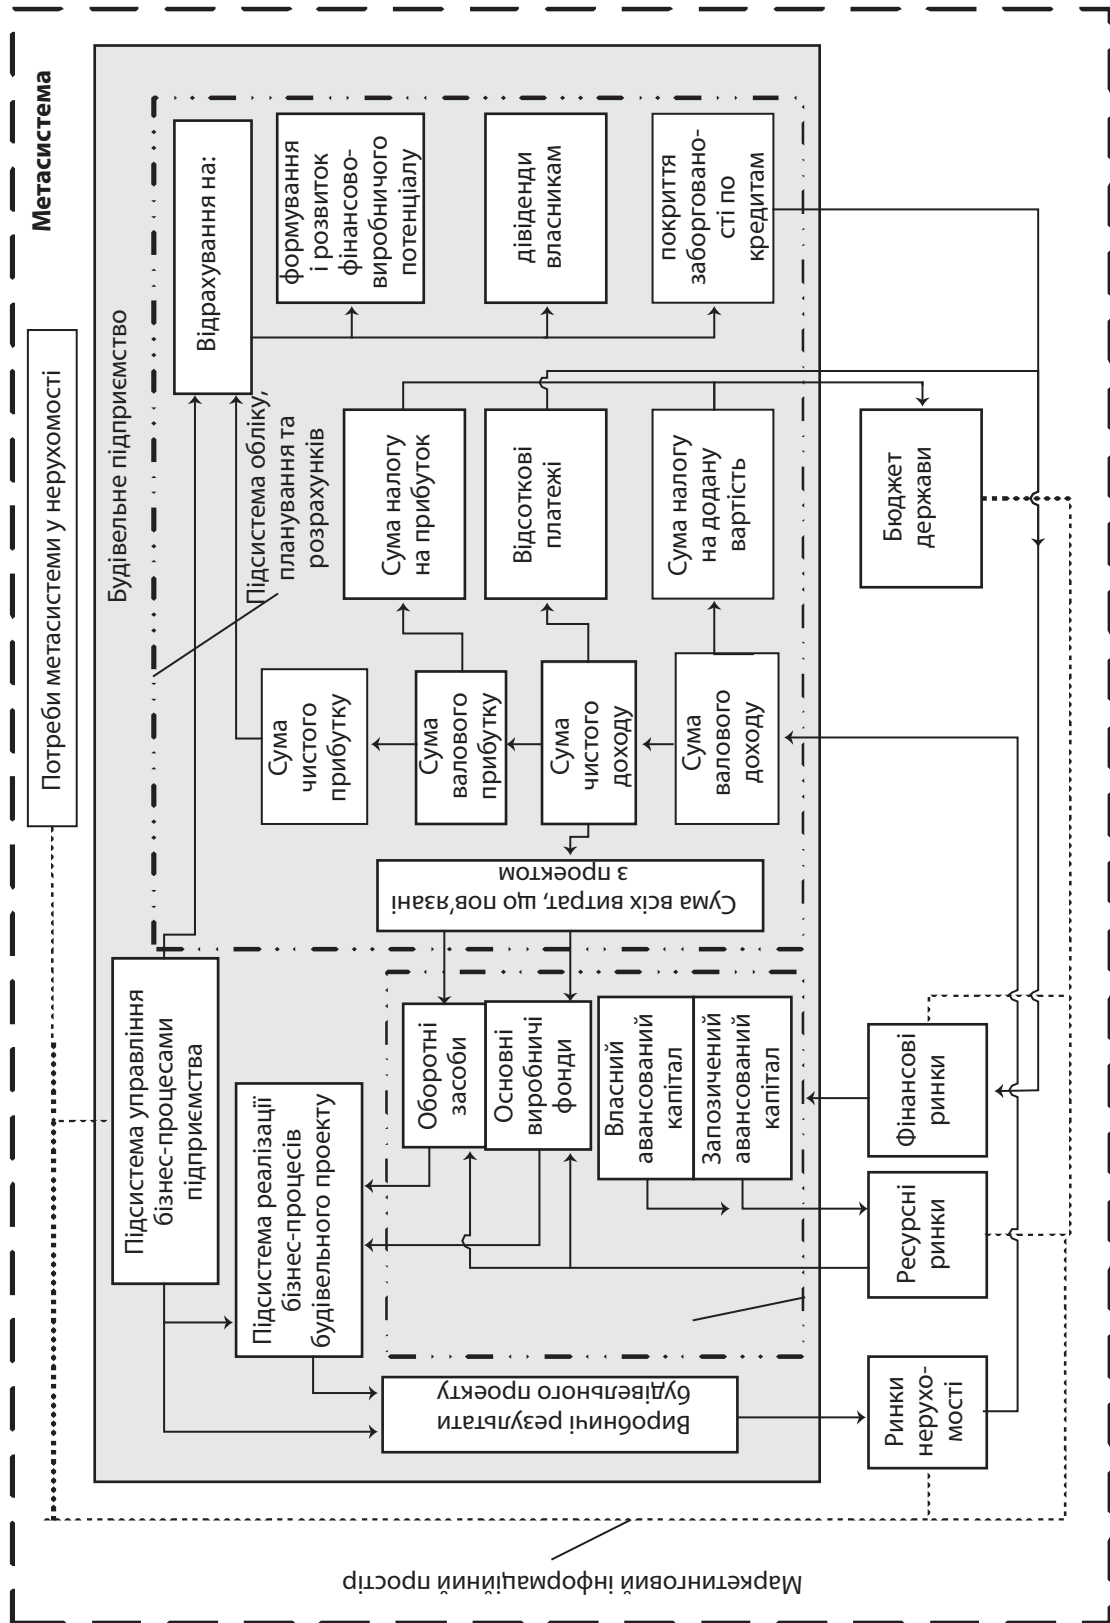 Метасистема
Потреби метасистеми у нерухомості
Будівельне підприємство
Підсистема управління
бізнес-процесами
підприємства
Підсистема обліку,
планування та
розрахунків
Відрахування на:
формування
і розвиток
фінансово-
виробничого
потенціалу
дівіденди
власникам
покриття
заборговано-
сті по
кредитам
Сума налогу
на прибуток
Відсоткові
платежі
Сума налогу
на додану
вартість
Сума
чистого
прибутку
Сума
валового
прибутку
Сума
чистого
доходу
Сума
валового
доходу
Сума всіх витрат, що пов’язані
з проектом
Підсистема реалізації
бізнес-процесів
будівельного проекту
Оборотні
засоби
Основні
виробничі
фонди
Власний
авансований
капітал
Запозичений
авансований
капітал
Виробничі результати
будівельного проекту
Ринки
нерухо-
мості
Ресурсні
ринки
Фінансові
ринки
Бюджет
держави
Маркетинговий інформаційний простір